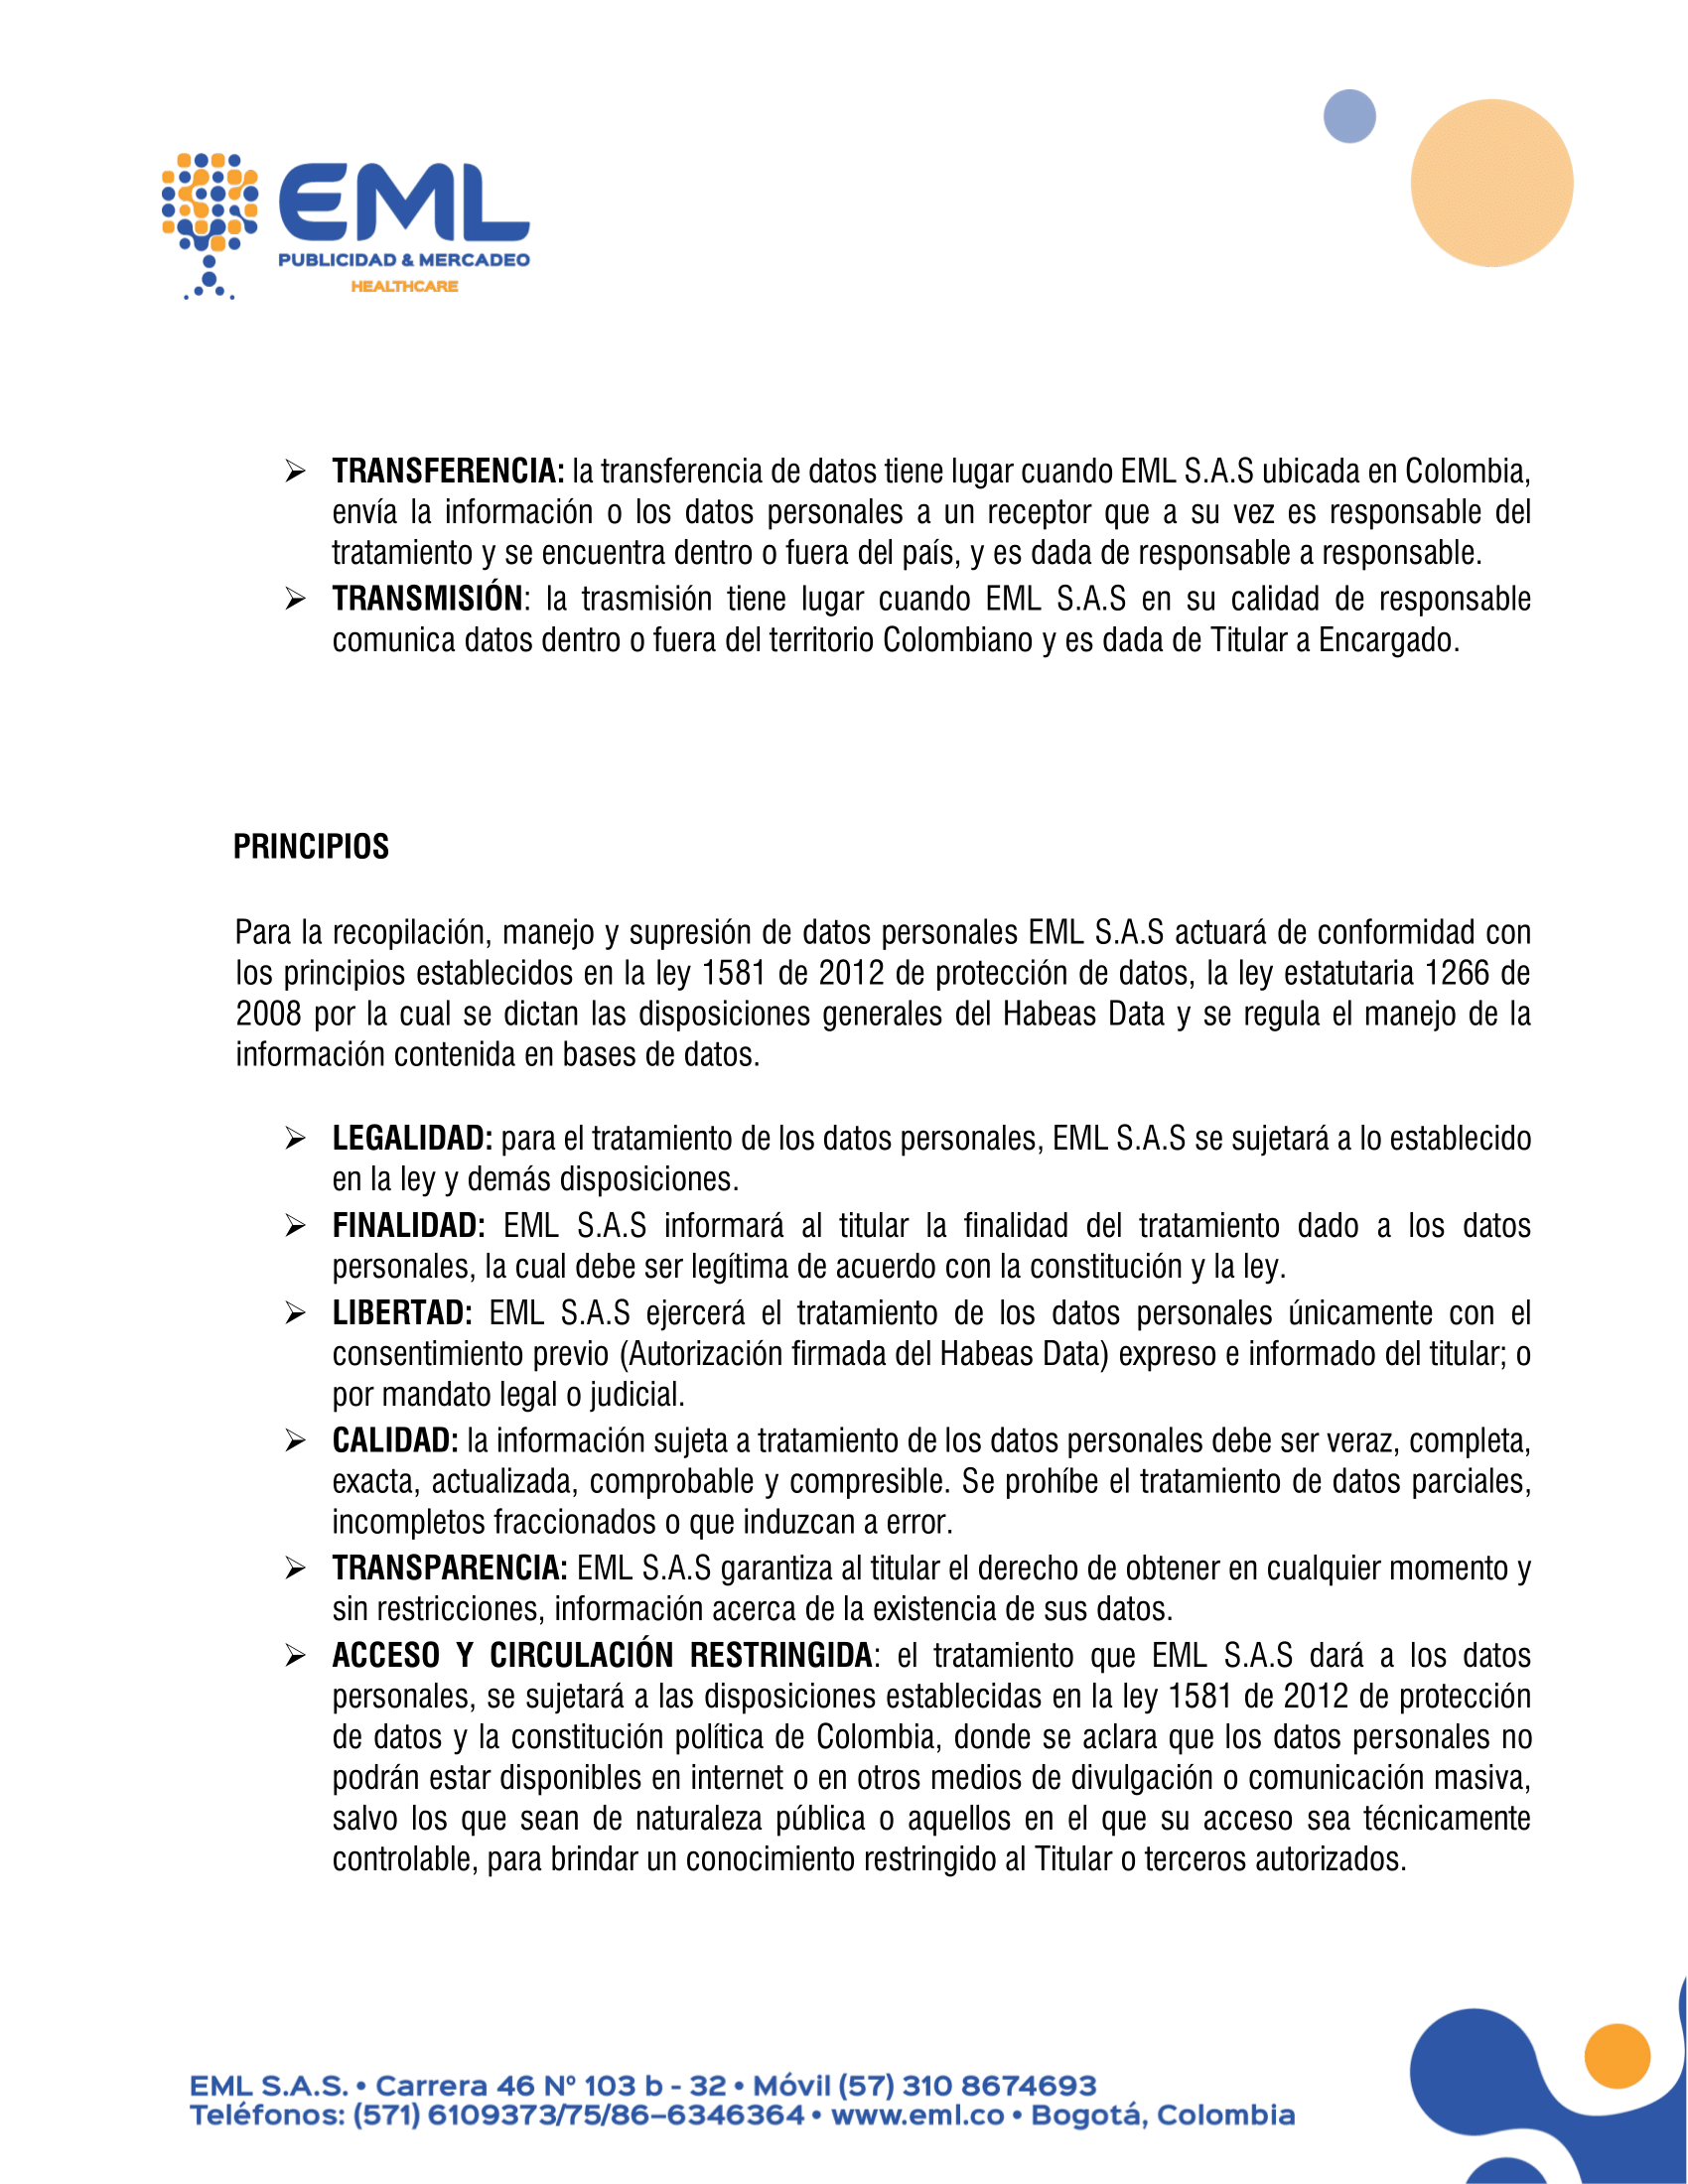 EML
PUBLICIDAD & MERCADEO
HEALTHCARE
➢ TRANSFERENCIA: la transferencia de datos tiene lugar cuando EML S.A.S ubicada en Colombia,
envía la información o los datos personales a un receptor que a su vez es responsable del
tratamiento y se encuentra dentro o fuera del país, y es dada de responsable a responsable.
➢ TRANSMISIÓN: la trasmisión tiene lugar cuando EML S.A.S en su calidad de responsable
comunica datos dentro o fuera del territorio Colombiano y es dada de Titular a Encargado.
PRINCIPIOS
Para la recopilación, manejo y supresión de datos personales EML S.A.S actuará de conformidad con
los principios establecidos en la ley 1581 de 2012 de protección de datos, la ley estatutaria 1266 de
2008 por la cual se dictan las disposiciones generales del Habeas Data y se regula el manejo de la
información contenida en bases de datos.
➢ LEGALIDAD: para el tratamiento de los datos personales, EML S.A.S se sujetará a lo establecido
en la ley y demás disposiciones.
➢ FINALIDAD: EML S.A.S informará al titular la finalidad del tratamiento dado a los datos
personales, la cual debe ser legítima de acuerdo con la constitución y la ley.
➢ LIBERTAD: EML S.A.S ejercerá el tratamiento de los datos personales únicamente con el
consentimiento previo (Autorización firmada del Habeas Data) expreso e informado del titular; o
por mandato legal o judicial.
➢ CALIDAD: la información sujeta a tratamiento de los datos personales debe ser veraz, completa,
exacta, actualizada, comprobable y compresible. Se prohíbe el tratamiento de datos parciales,
incompletos fraccionados o que induzcan a error.
➢ TRANSPARENCIA: EML S.A.S garantiza al titular el derecho de obtener en cualquier momento y
sin restricciones, información acerca de la existencia de sus datos.
➢ ACCESO Y CIRCULACIÓN RESTRINGIDA: el tratamiento que EML S.A.S dará a los datos
personales, se sujetará a las disposiciones establecidas en la ley 1581 de 2012 de protección
de datos y la constitución política de Colombia, donde se aclara que los datos personales no
podrán estar disponibles en internet o en otros medios de divulgación o comunicación masiva,
salvo los que sean de naturaleza pública o aquellos en el que su acceso sea técnicamente
controlable, para brindar un conocimiento restringido al Titular o terceros autorizados.
EML S.A.S. • Carrera 46 Nº 103 b - 32 • Móvil (57) 310 8674693
Teléfonos: (571) 6109373/75/86–6346364 • www.eml.co • Bogotá, Colombia